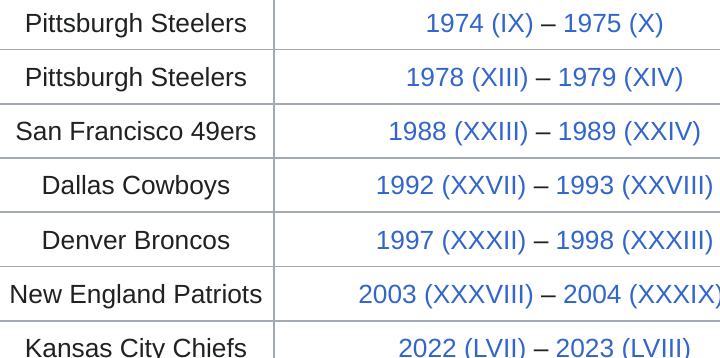 Pittsburgh Steelers 1974 (IX) – 1975 (X)
Pittsburgh Steelers 1978 (XIII) – 1979 (XIV)
San Francisco 49ers 1988 (XXIII) – 1989 (XXIV)
Dallas Cowboys 1992 (XXVII) – 1993 (XXVIII)
Denver Broncos 1997 (XXXII) – 1998 (XXXIII)
New England Patriots 2003 (XXXVIII) – 2004 (XXXIX)
Kansas City Chiefs 2022 (LVII) – 2023 (LVIII)